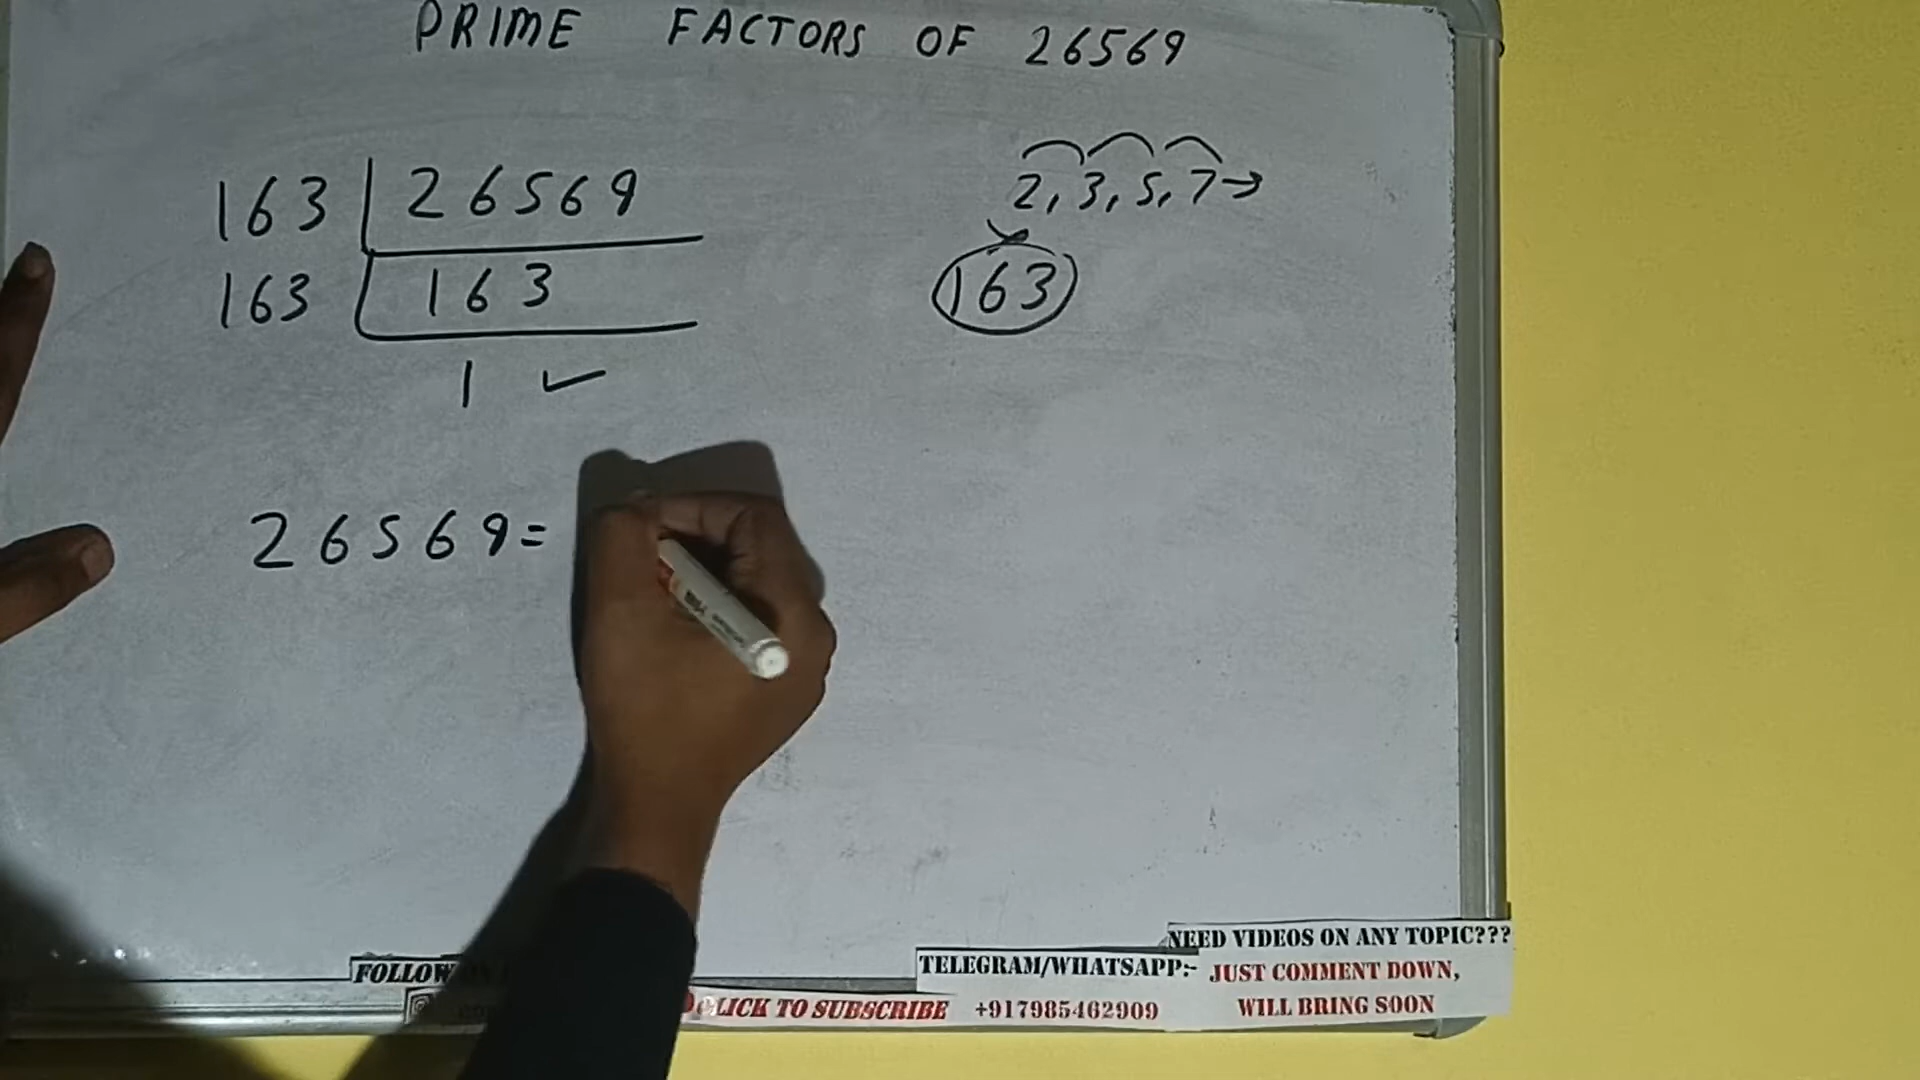 PRIME FACTORS OF 26569
163 | 26569
2, 3, 5, 7→
163 | 163
163
1 ✓
26569=
FOLLOW
CLICK TO SUBSCRIBE
TELEGRAM/WHATSAPP:-
+917985462909
NEED VIDEOS ON ANY TOPIC???
JUST COMMENT DOWN,
WILL BRING SOON